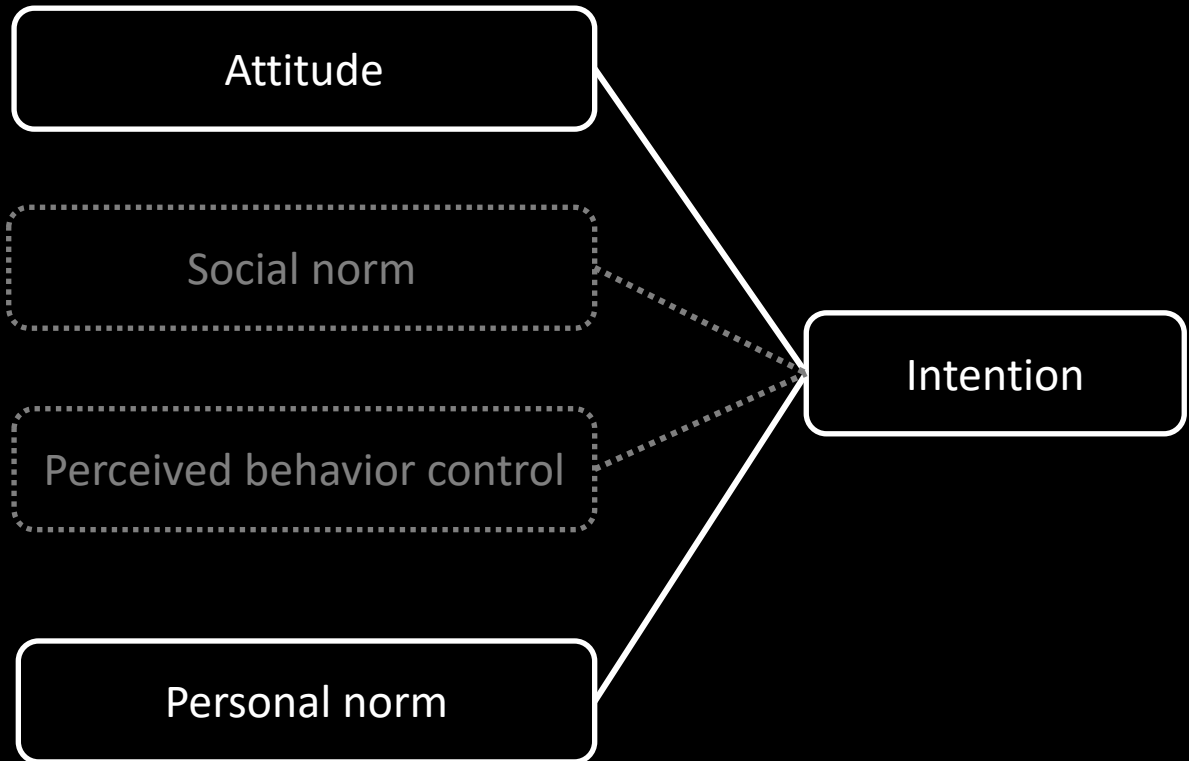 Attitude
Social norm
Intention
Perceived behavior control
Personal norm